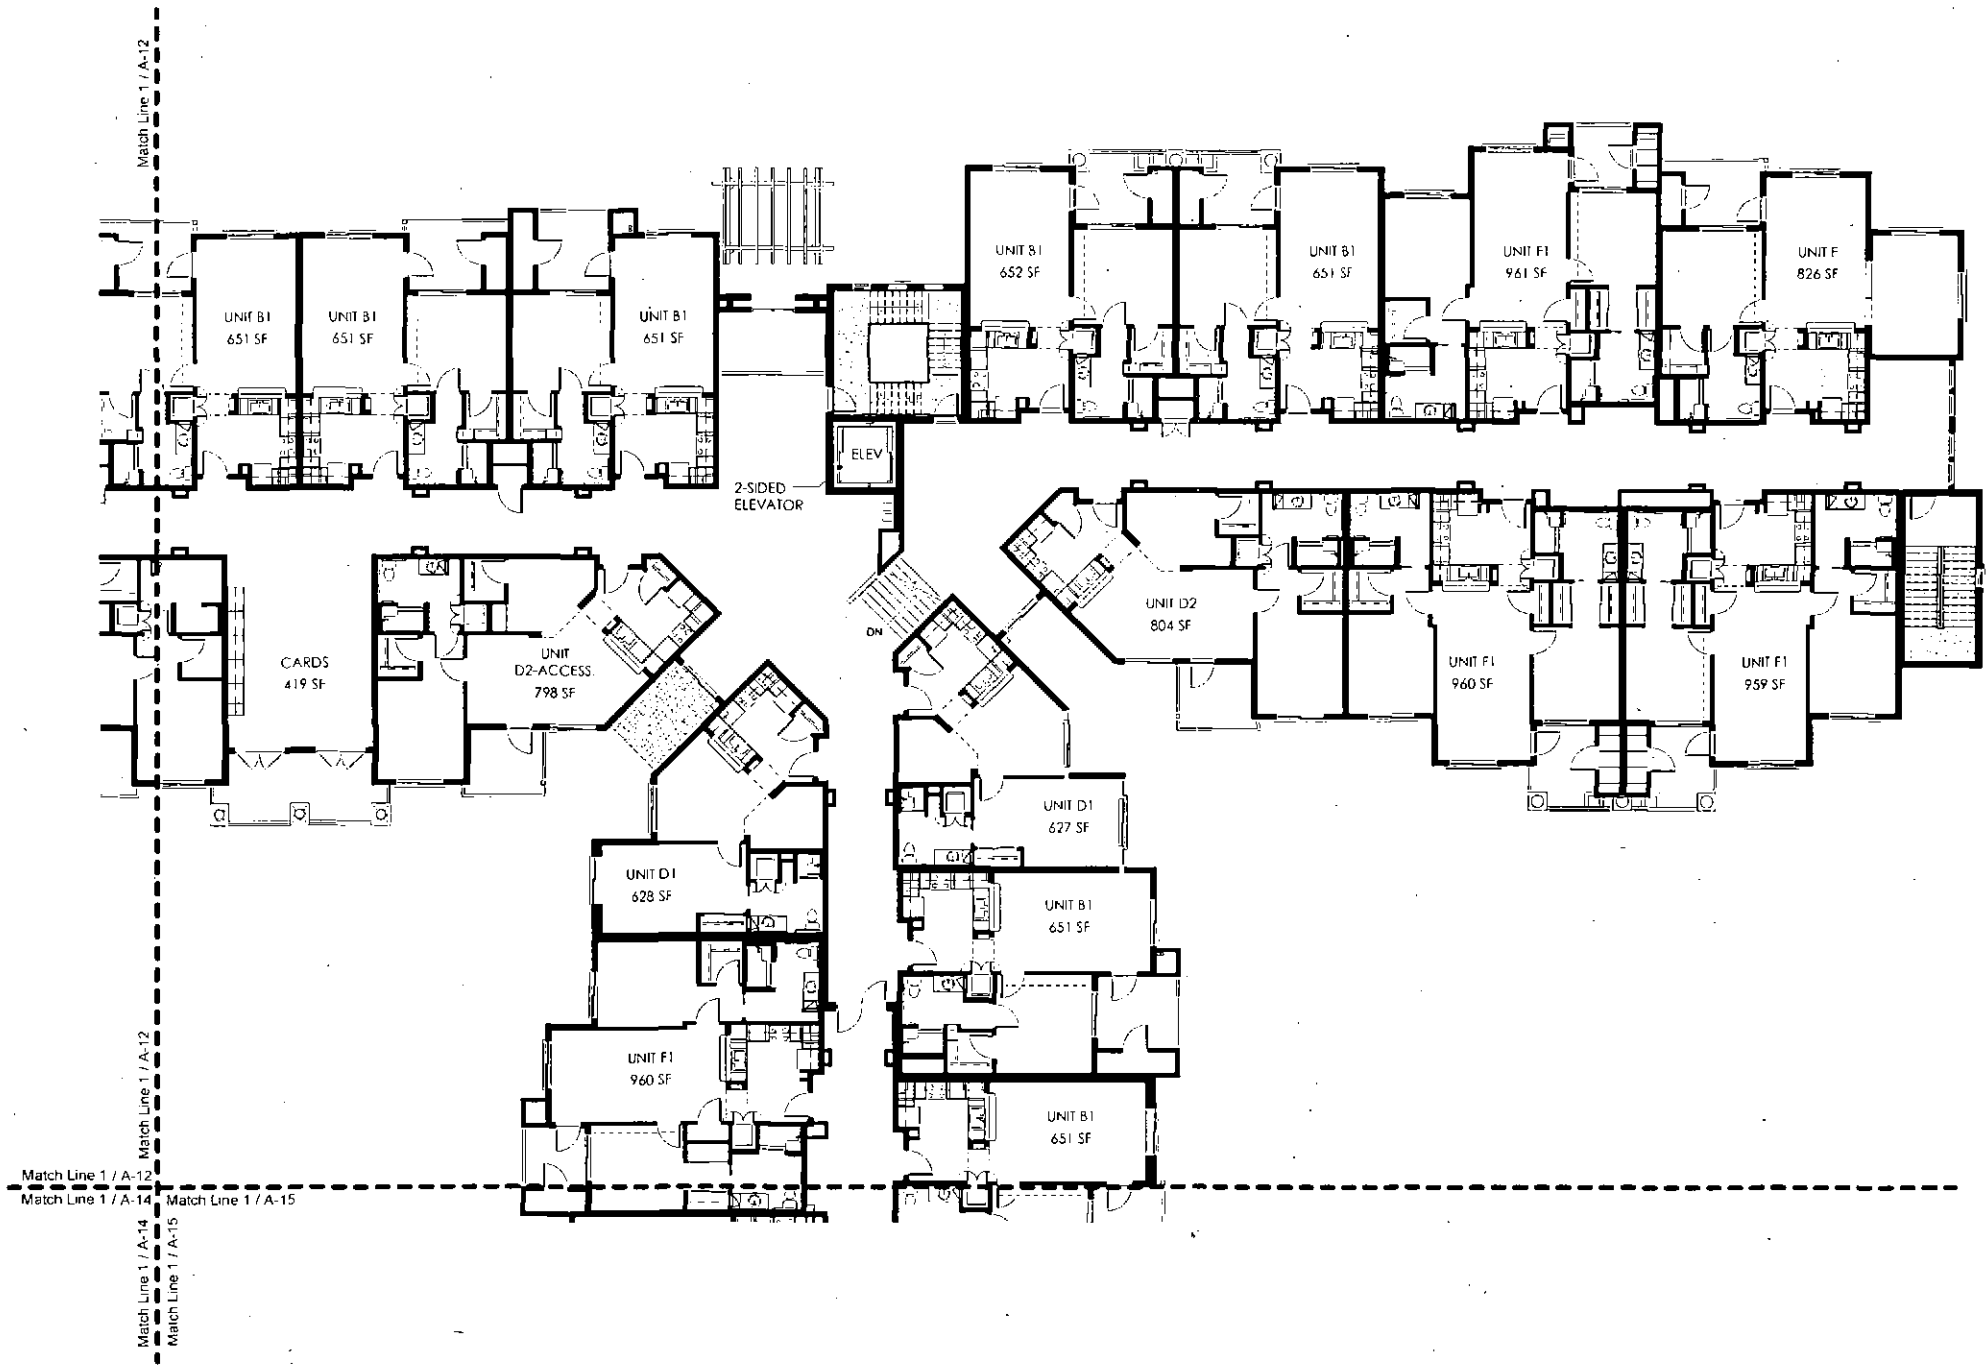 Match Line 1 / A-12
UNIT B1
652 SF
UNIT B1
651 SF
UNIT F1
961 SF
UNIT F
826 SF
UNIT B1
651 SF
UNIT B1
651 SF
UNIT B1
651 SF
ELEV
2-SIDED
ELEVATOR
UNIT D2
804 SF
DN
CARDS
419 SF
UNIT
D2-ACCESS.
798 SF
UNIT F1
960 SF
UNIT F1
959 SF
UNIT D1
627 SF
UNIT D1
628 SF
UNIT B1
651 SF
UNIT F1
960 SF
UNIT B1
651 SF
Match Line 1 / A-12
Match Line 1 / A-12
Match Line 1 / A-14
Match Line 1 / A-15
Match Line 1 / A-14
Match Line 1 / A-15